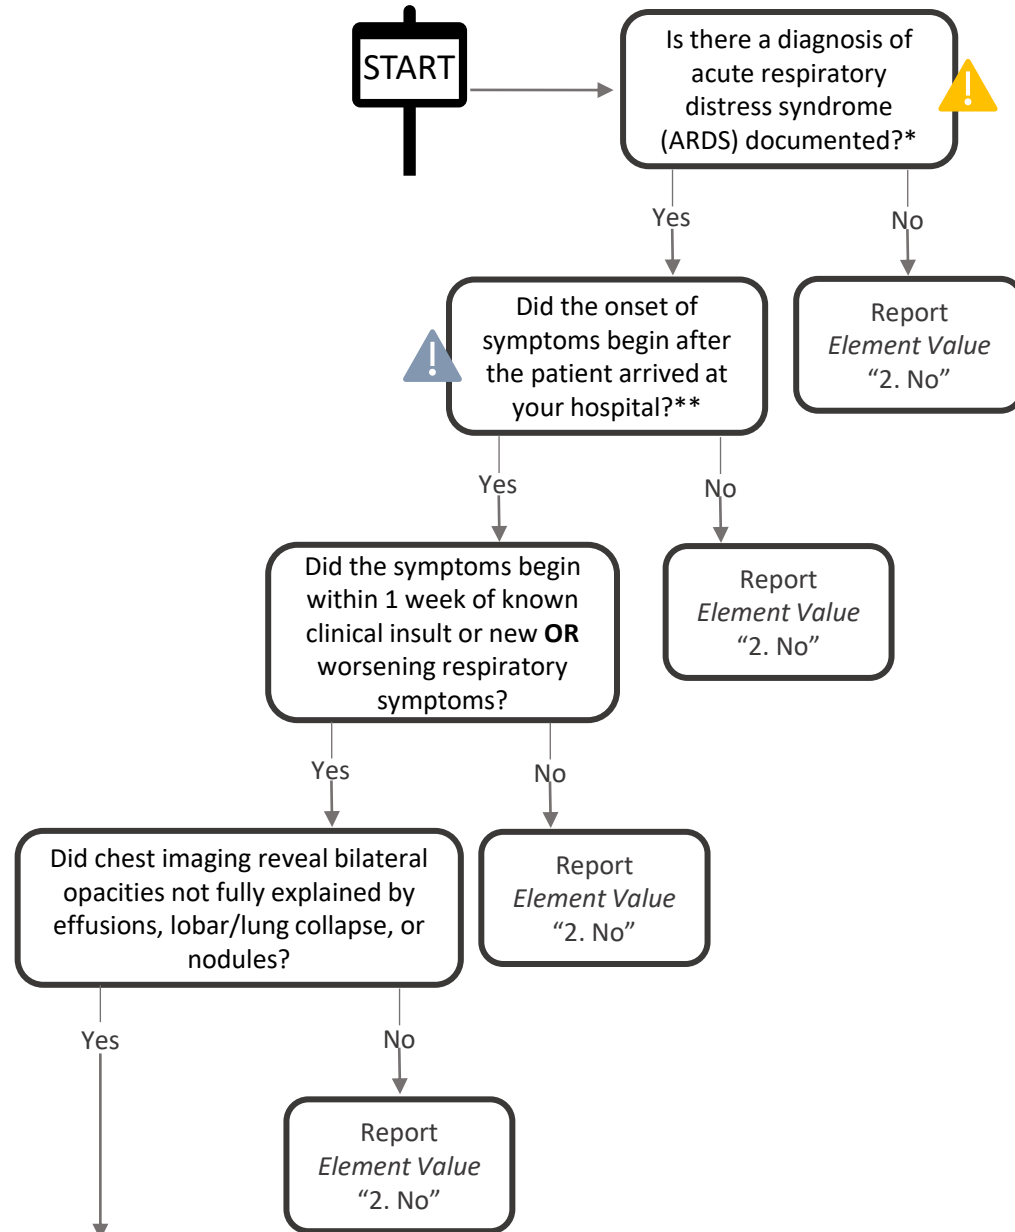 START
Is there a diagnosis of
acute respiratory
distress syndrome
(ARDS) documented?*
!
Yes
No
Did the onset of
symptoms begin after
the patient arrived at
your hospital?**
!
Report
Element Value
“2. No”
Yes
No
Did the symptoms begin
within 1 week of known
clinical insult or new OR
worsening respiratory
symptoms?
Report
Element Value
“2. No”
Yes
No
Did chest imaging reveal bilateral
opacities not fully explained by
effusions, lobar/lung collapse, or
nodules?
Report
Element Value
“2. No”
Yes
No
Report
Element Value
“2. No”